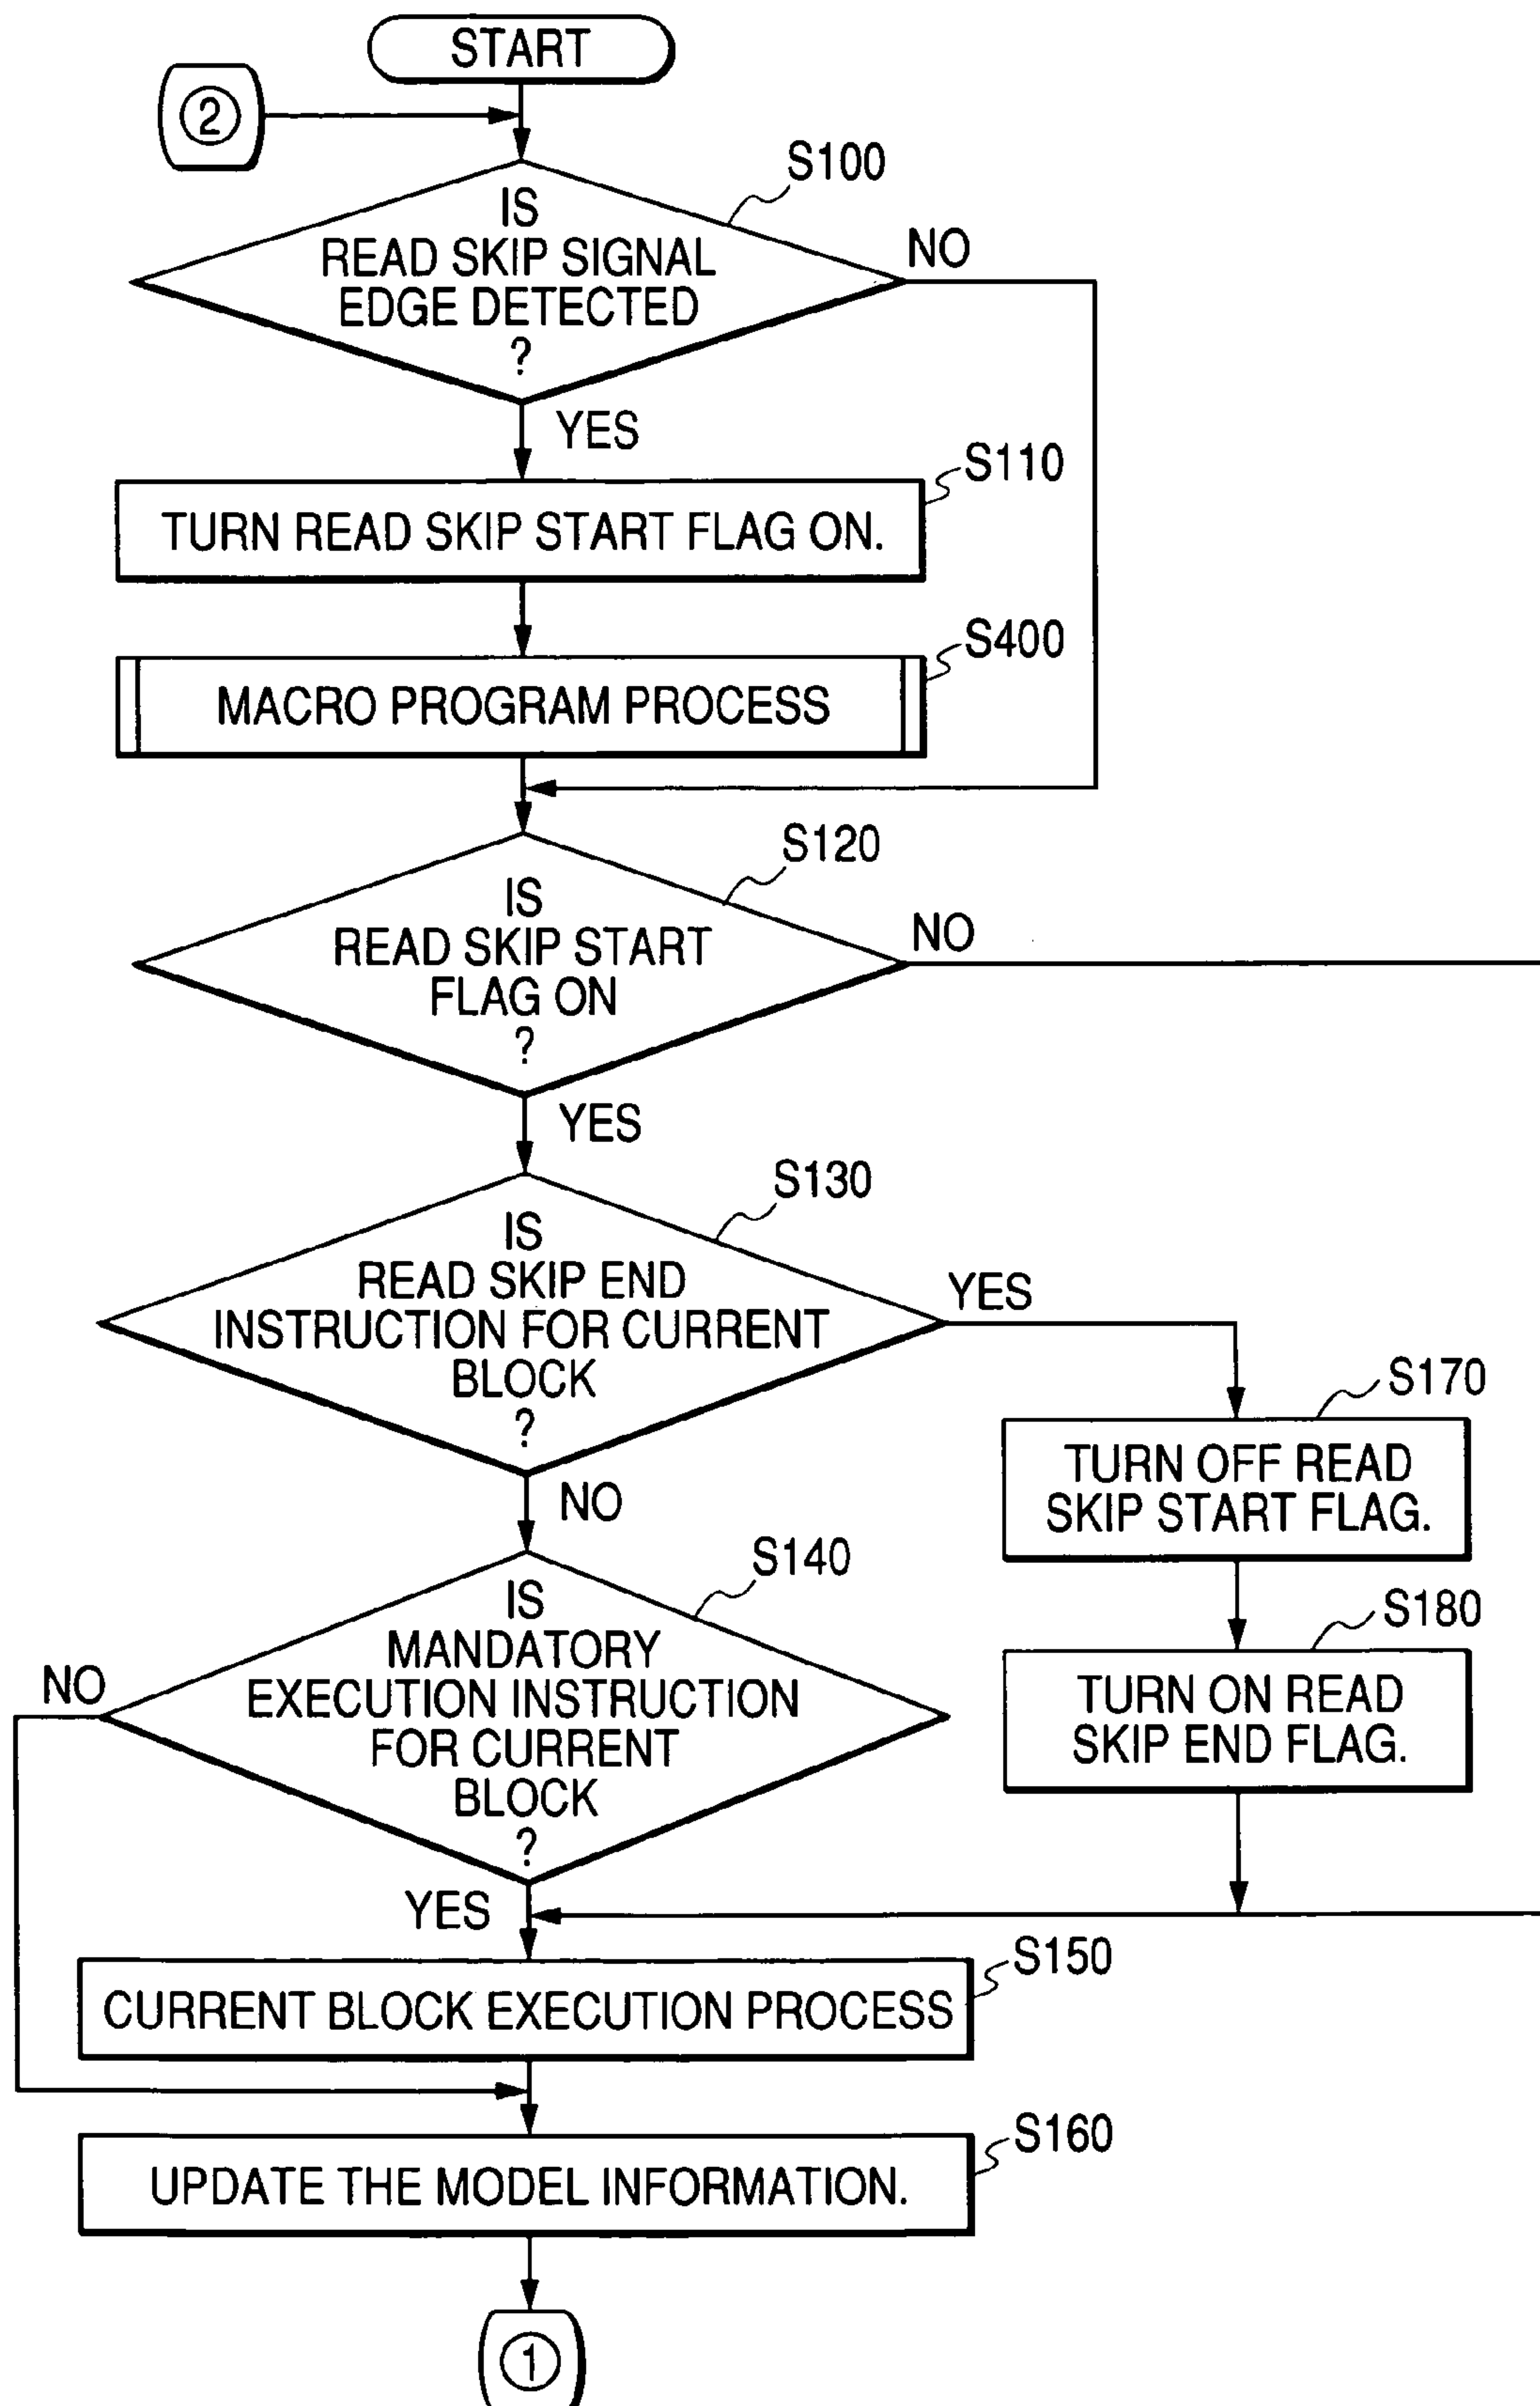 START
②
S100
IS
READ SKIP SIGNAL
EDGE DETECTED
?
NO
YES
S110
TURN READ SKIP START FLAG ON.
S400
MACRO PROGRAM PROCESS
S120
IS
READ SKIP START
FLAG ON
?
NO
YES
S130
IS
READ SKIP END
INSTRUCTION FOR CURRENT
BLOCK
?
YES
NO
S170
TURN OFF READ
SKIP START FLAG.
S140
IS
MANDATORY
EXECUTION INSTRUCTION
FOR CURRENT
BLOCK
?
NO
YES
S180
TURN ON READ
SKIP END FLAG.
S150
CURRENT BLOCK EXECUTION PROCESS
S160
UPDATE THE MODEL INFORMATION.
①